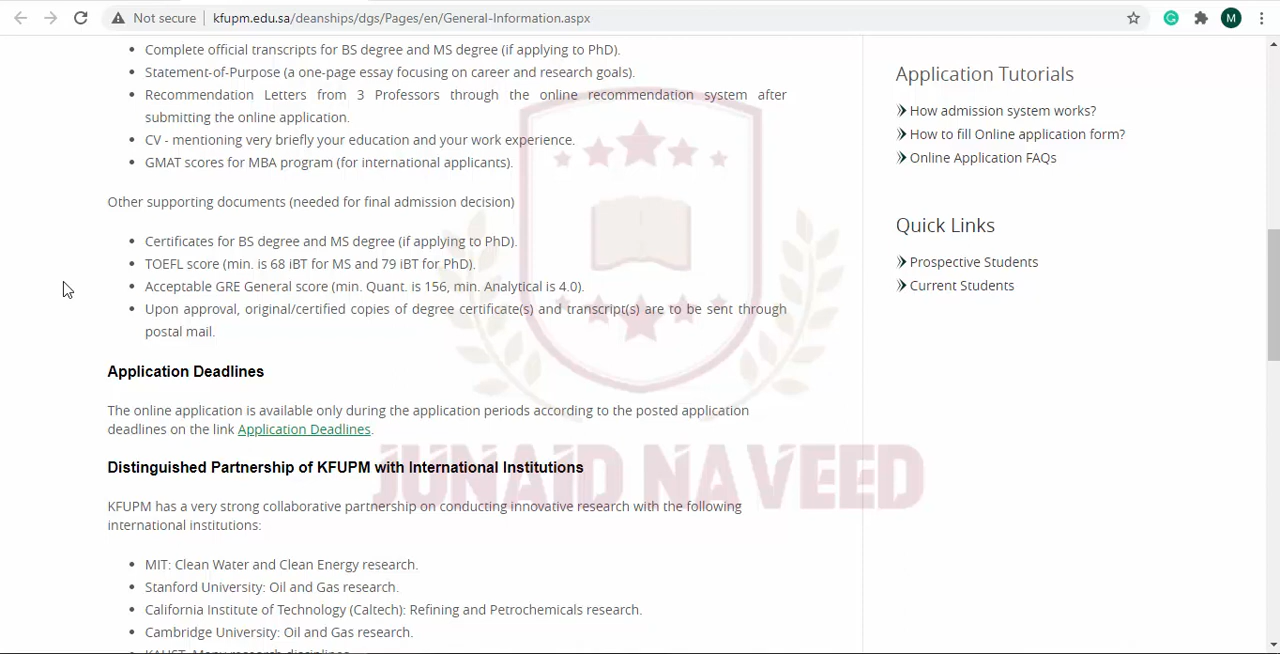 Not secure
kfupm.edu.sa/deanships/dgs/Pages/en/General-Information.aspx
M
Complete official transcripts for BS degree and MS degree (if applying to PhD).
Statement-of-Purpose (a one-page essay focusing on career and research goals).
Recommendation Letters from 3 Professors through the online recommendation system after
submitting the online application.
CV - mentioning very briefly your education and your work experience.
GMAT scores for MBA program (for international applicants).
Other supporting documents (needed for final admission decision)
Certificates for BS degree and MS degree (if applying to PhD).
TOEFL score (min. is 68 iBT for MS and 79 iBT for PhD).
Acceptable GRE General score (min. Quant. is 156, min. Analytical is 4.0).
Upon approval, original/certified copies of degree certificate(s) and transcript(s) are to be sent through
postal mail.
Application Deadlines
The online application is available only during the application periods according to the posted application
deadlines on the link Application Deadlines.
Distinguished Partnership of KFUPM with International Institutions
KFUPM has a very strong collaborative partnership on conducting innovative research with the following
international institutions:
MIT: Clean Water and Clean Energy research.
Stanford University: Oil and Gas research.
California Institute of Technology (Caltech): Refining and Petrochemicals research.
Cambridge University: Oil and Gas research.
KAUST: Many research disciplines.
Application Tutorials
How admission system works?
How to fill Online application form?
Online Application FAQs
Quick Links
Prospective Students
Current Students
JUNAID NAVEED